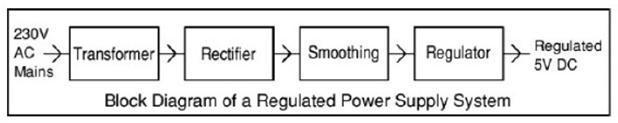 230V
AC
Mains
Transformer
Rectifier
Smoothing
Regulator
Regulated
5V DC
Block Diagram of a Regulated Power Supply System